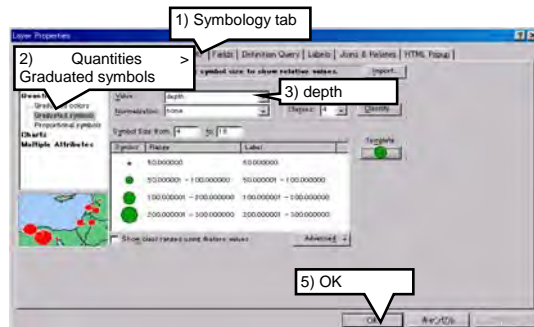 1) Symbology tab
Layer Properties
Fields | Definition Query | Labels | Joins & Relates | HTML Popup
2) Quantities >
Graduated symbols
symbol size to show relative values.
Import...
Value: depth
3) depth
Graduated colors
Graduated symbols
Normalization: none
Classes: 4
Classify
Proportional symbols
Charts
Multiple Attributes
Symbol Size from: 4 to: 18
Template
Symbol Range Label
50.000000 50.000000
50.000001 - 100.000000 50.000001 - 100.000000
100.000001 - 200.000000 100.000001 - 200.000000
200.000001 - 300.000000 200.000001 - 300.000000
Show class ranges using feature values
Advanced
5) OK
OK
キャンセル